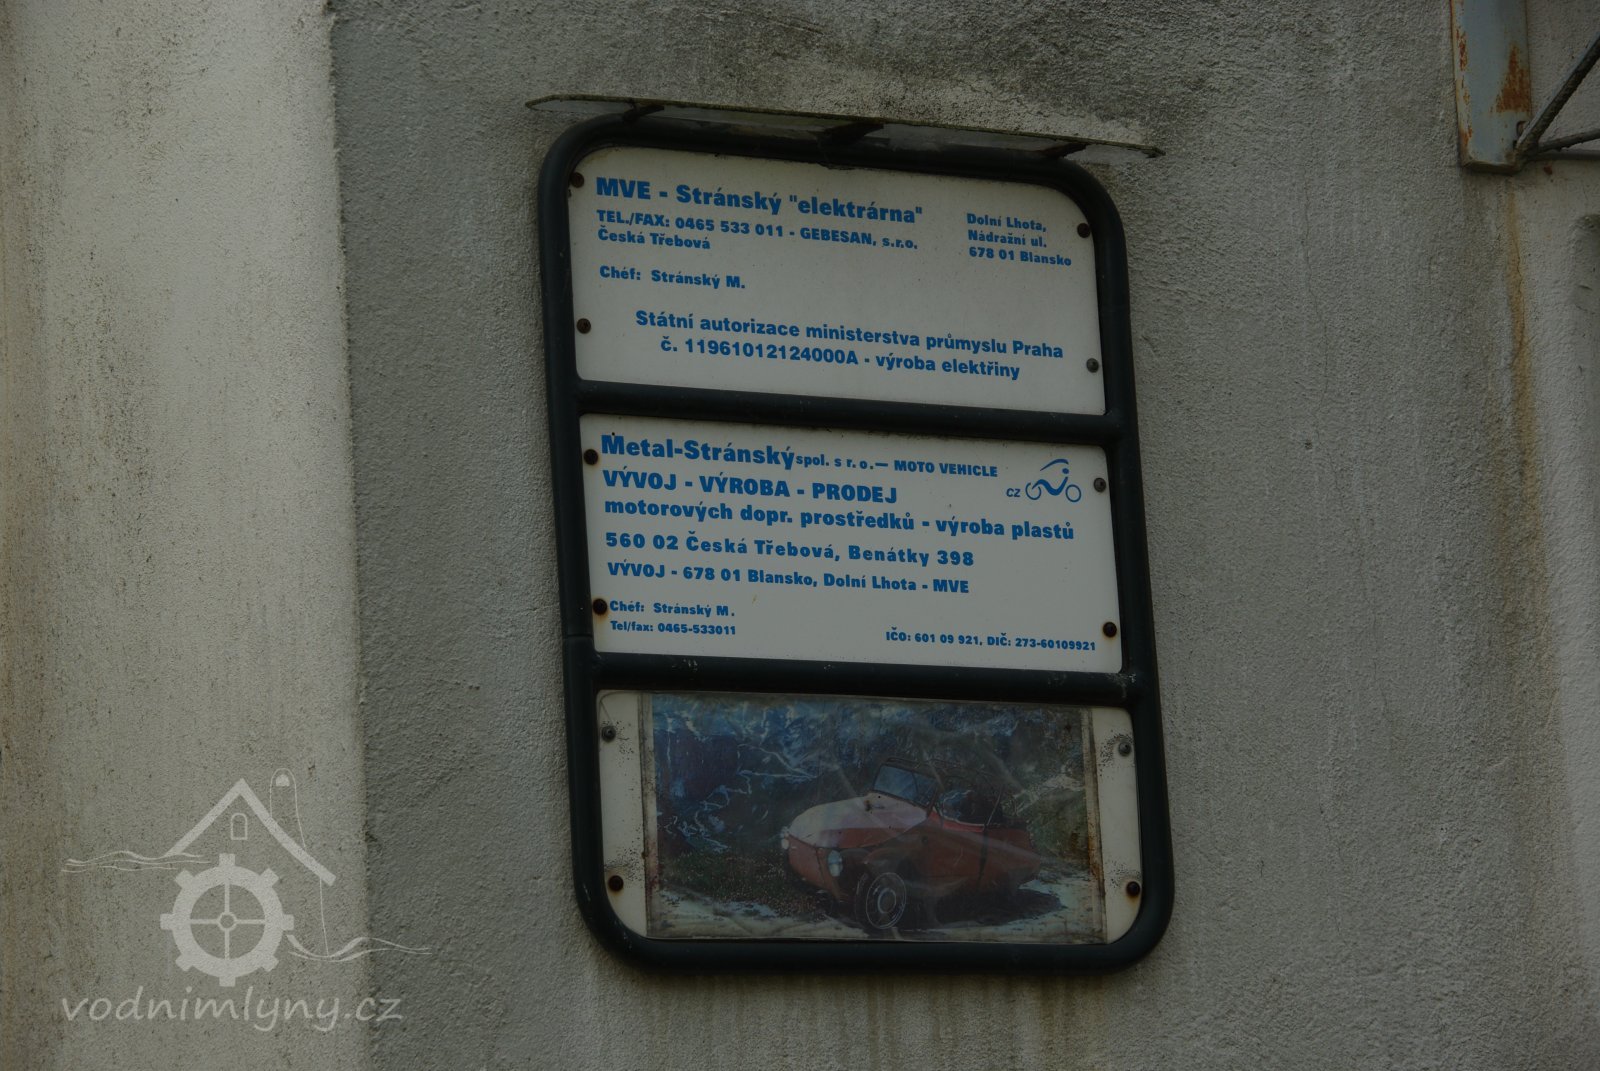 MVE - Stránský "elektrárna"
TEL./FAX: 0465 533 011 - GEBESAN, s.r.o.
Česká Třebová
Dolní Lhota,
Nádražní ul.
678 01 Blansko
Chéf: Stránský M.
Státní autorizace ministerstva průmyslu Praha
č. 11961012124000A - výroba elektřiny
Metal-Stránský spol. s r. o. — MOTO VEHICLE
CZ
VÝVOJ - VÝROBA - PRODEJ
motorových dopr. prostředků - výroba plastů
560 02 Česká Třebová, Benátky 398
VÝVOJ - 678 01 Blansko, Dolní Lhota - MVE
Chéf: Stránský M.
Tel/fax: 0465-533011
IČO: 601 09 921, DIČ: 273-60109921
vodnimlyny.cz